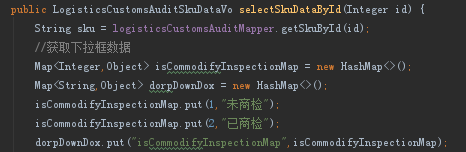 public LogisticsCustomsAuditSkuDataVo selectSkuDataById(Integer id) {
String sku = logisticsCustomsAuditMapper.getSkuById(id);
//获取下拉框数据
Map<Integer,Object> isCommodifyInspectionMap = new HashMap<>();
Map<String,Object> dorpDownDox = new HashMap<>();
isCommodifyInspectionMap.put(1,"未商检");
isCommodifyInspectionMap.put(2,"已商检");
dorpDownDox.put("isCommodifyInspectionMap",isCommodifyInspectionMap);